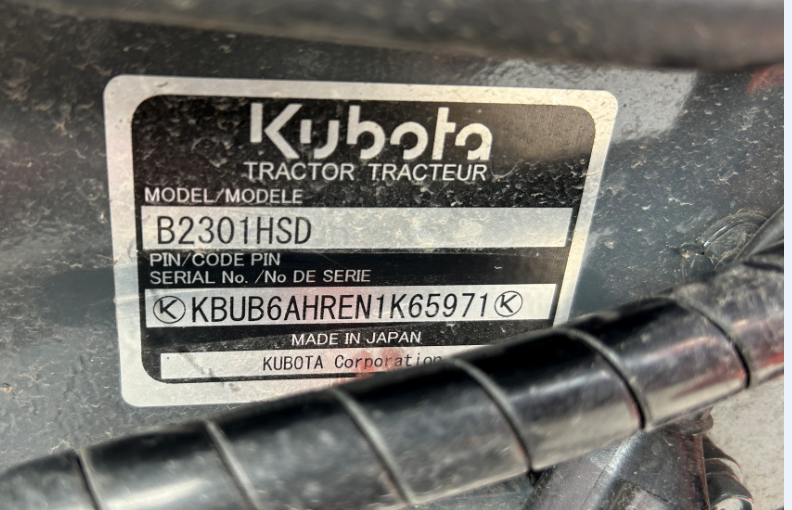 Kubota
TRACTOR TRACTEUR
MODEL/MODELE
B2301HSD
PIN/CODE PIN
SERIAL No. /No DE SERIE
KBUB6AHREN1K65971
MADE IN JAPAN
KUBOTA Corporation